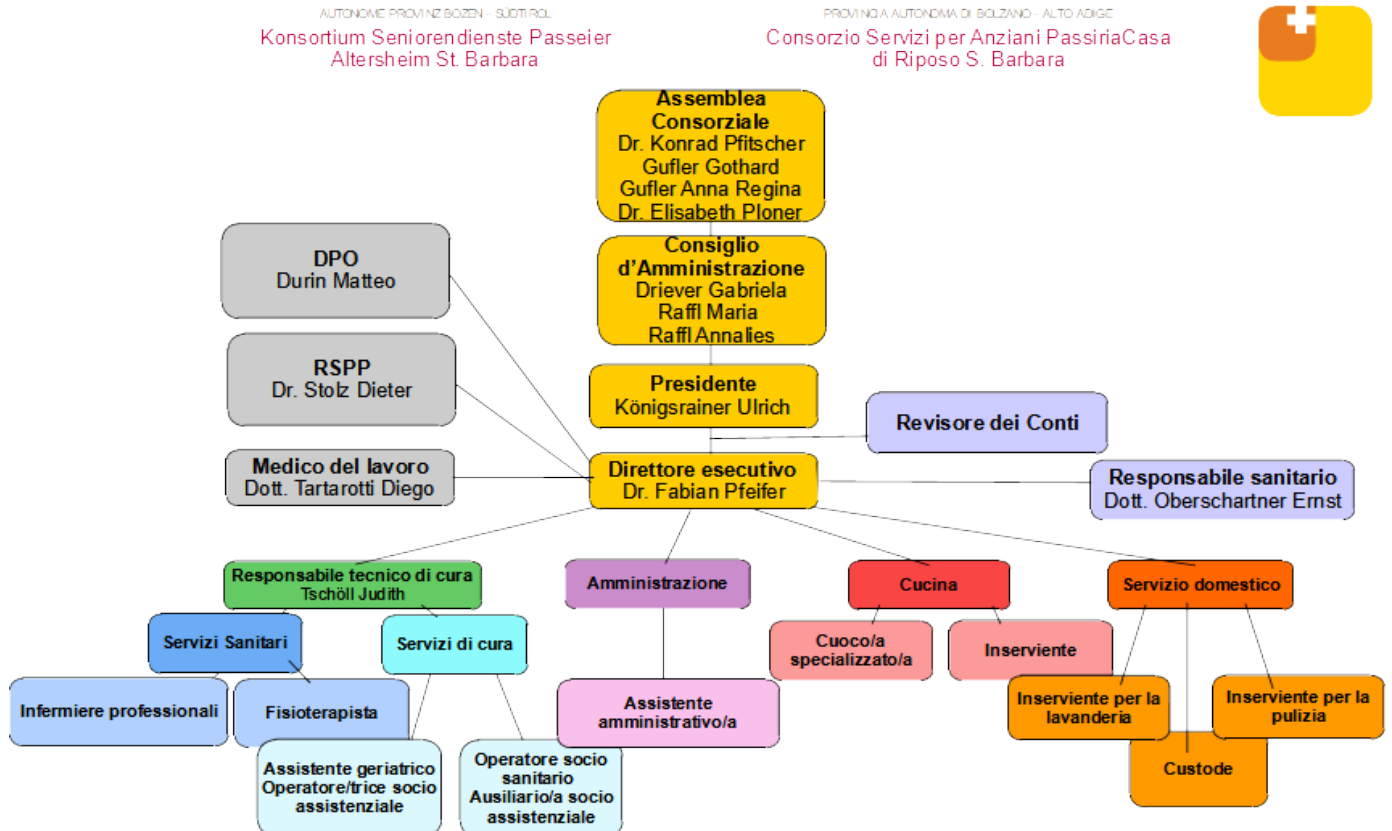 AUTONOME PROVINZ BOZEN – SÜDTIROL
Konsortium Seniorendienste Passeier
Altersheim St. Barbara
PROVINCIA AUTONOMA DI BOLZANO – ALTO ADIGE
Consorzio Servizi per Anziani PassiriaCasa
di Riposo S. Barbara
Assemblea
Consorziale
Dr. Konrad Pfitscher
Gufler Gothard
Gufler Anna Regina
Dr. Elisabeth Ploner
DPO
Durin Matteo
Consiglio
d'Amministrazione
Driever Gabriela
Raffl Maria
Raffl Annalies
RSPP
Dr. Stolz Dieter
Presidente
Königsrainer Ulrich
Revisore dei Conti
Medico del lavoro
Dott. Tartarotti Diego
Direttore esecutivo
Dr. Fabian Pfeifer
Responsabile sanitario
Dott. Oberschartner Ernst
Responsabile tecnico di cura
Tschöll Judith
Amministrazione
Cucina
Servizio domestico
Servizi Sanitari
Servizi di cura
Cuoco/a
specializzato/a
Inserviente
Infermiere professionali
Fisioterapista
Assistente
amministrativo/a
Inserviente per la
lavanderia
Inserviente per la
pulizia
Assistente geriatrico
Operatore/trice socio
assistenziale
Operatore socio
sanitario
Ausiliario/a socio
assistenziale
Custode